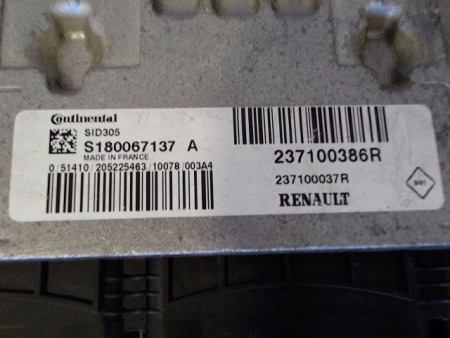 Continental
SID305
S180067137 A
MADE IN FRANCE
0/51410/205225463/10078/003A4
237100386R
237100037R
RENAULT